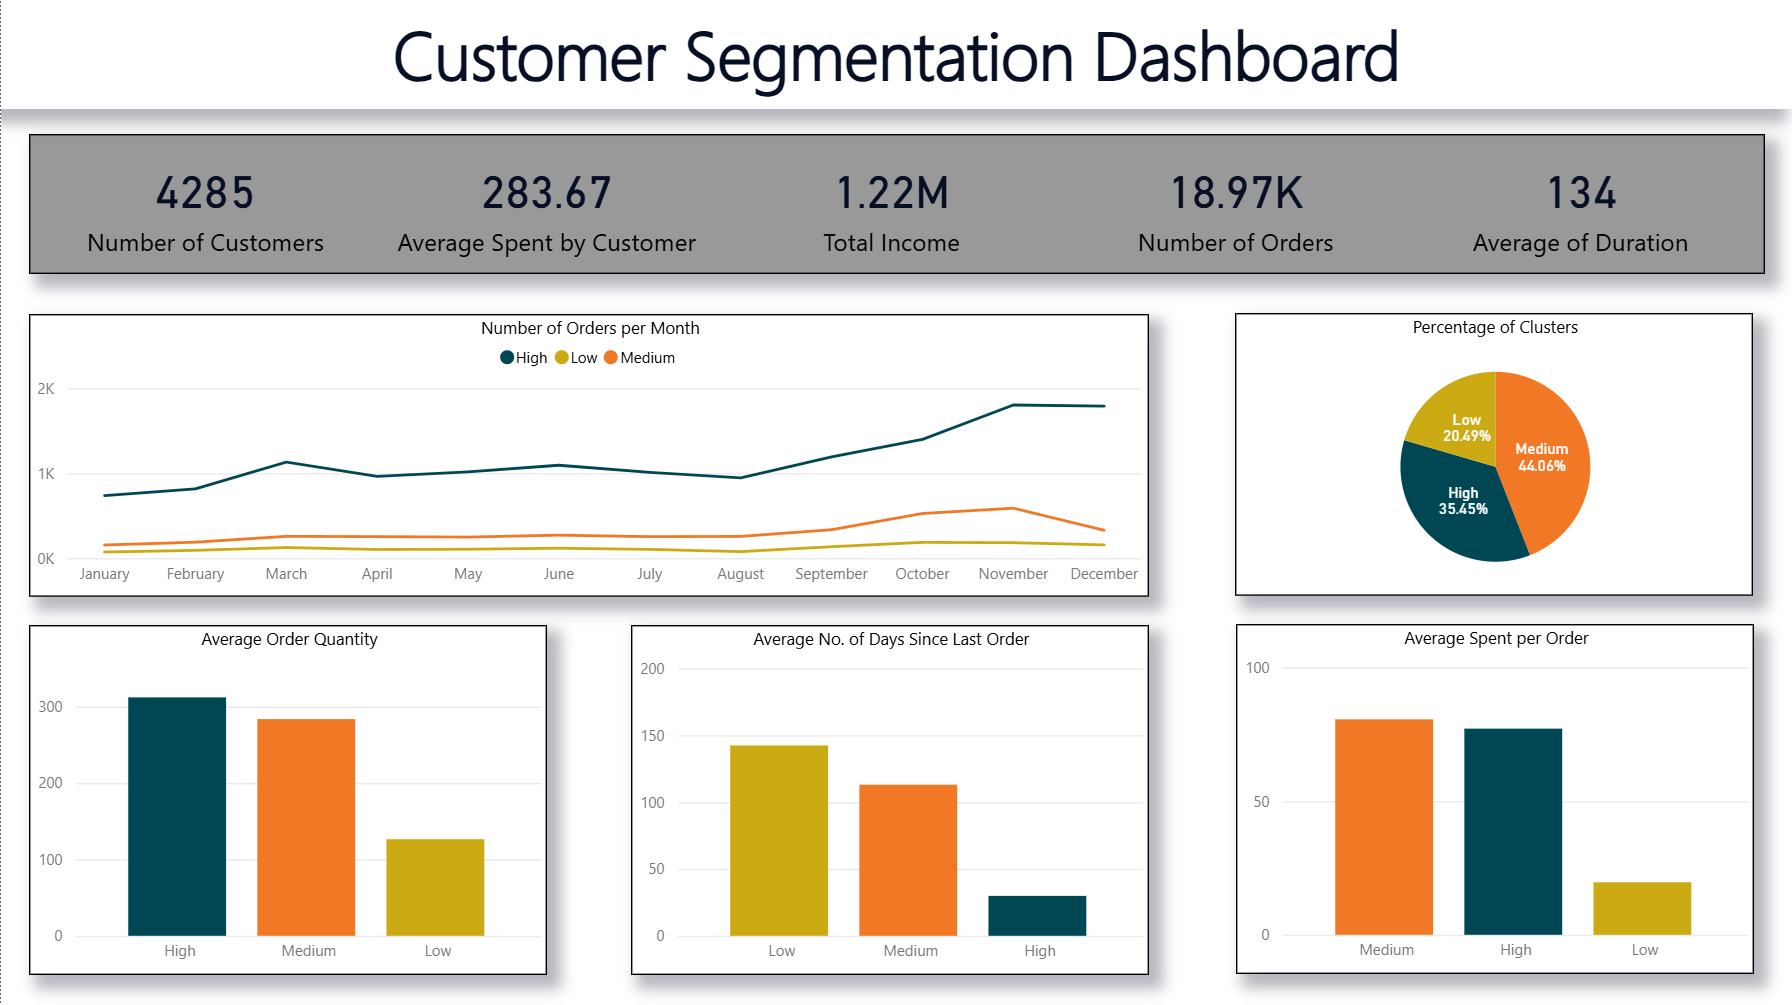 Customer Segmentation Dashboard
4285 283.67 1.22M 18.97K 134
Number of Customers Average Spent by Customer Total Income Number of Orders Average of Duration
Number of Orders per Month
High Low Medium
2K
1K
0K
January February March April May June July August September October November December
Percentage of Clusters
Low
20.49%
Medium
44.06%
High
35.45%
Average Order Quantity
300
200
100
0
High Medium Low
Average No. of Days Since Last Order
200
150
100
50
0
Low Medium High
Average Spent per Order
100
50
0
Medium High Low